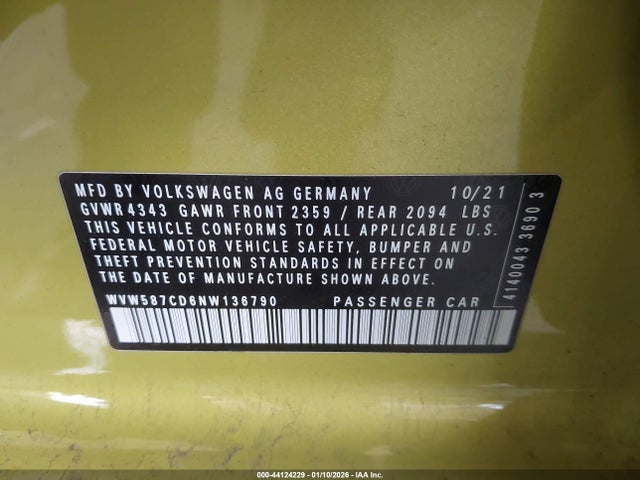 MFD BY VOLKSWAGEN AG GERMANY 10/21
GVWR 4343 GAWR FRONT 2359 / REAR 2094 LBS
THIS VEHICLE CONFORMS TO ALL APPLICABLE U.S.
FEDERAL MOTOR VEHICLE SAFETY, BUMPER AND
THEFT PREVENTION STANDARDS IN EFFECT ON
THE DATE OF MANUFACTURE SHOWN ABOVE.
WVW587CD6NW136790 PASSENGER CAR
4140043 36903
000-44124229 — 01/10/2026 — IAA Inc.